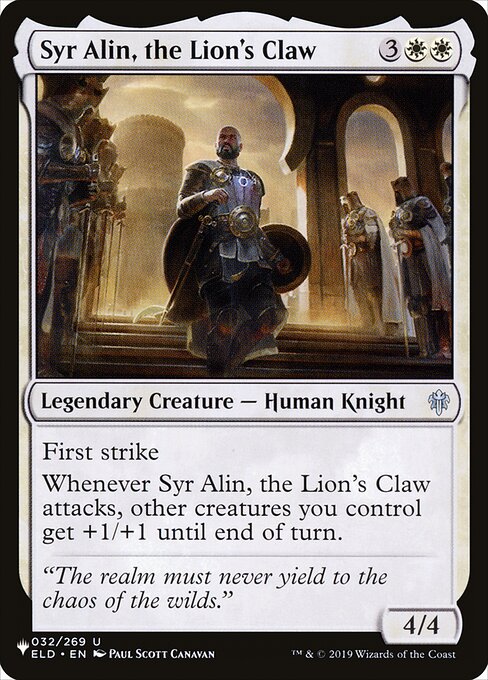 Syr Alin, the Lion's Claw 3
Legendary Creature — Human Knight
First strike
Whenever Syr Alin, the Lion's Claw
attacks, other creatures you control
get +1/+1 until end of turn.
“The realm must never yield to the
chaos of the wilds.”
4/4
032/269 U
ELD • EN Paul Scott Canavan
™ & © 2019 Wizards of the Coast